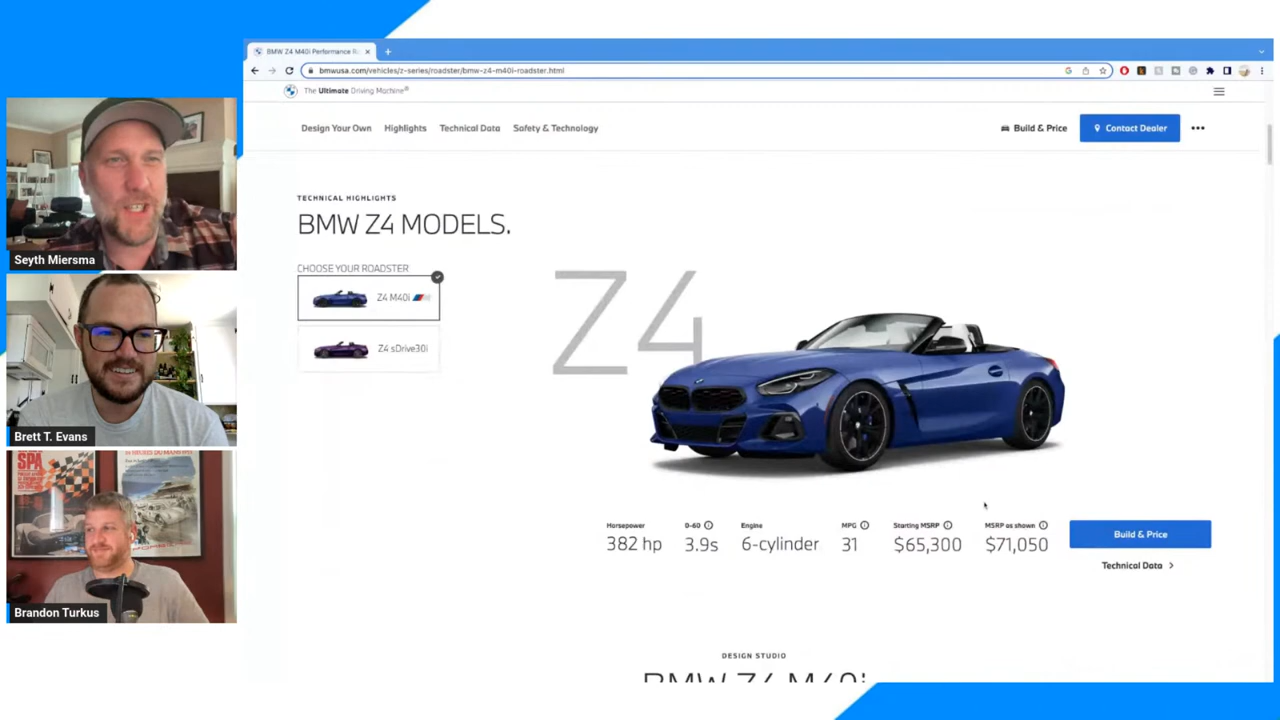 BMW Z4 M40i Performance R
bmwusa.com/vehicles/z-series/roadster/bmw-z4-m40i-roadster.html
The Ultimate Driving Machine®
Design Your Own
Highlights
Technical Data
Safety & Technology
Build & Price
Contact Dealer
TECHNICAL HIGHLIGHTS
BMW Z4 MODELS.
CHOOSE YOUR ROADSTER
Z4 M40i
Z4 sDrive30i
Z4
Horsepower
382 hp
0-60
3.9s
Engine
6-cylinder
MPG
31
Starting MSRP
$65,300
MSRP as shown
$71,050
Build & Price
Technical Data
DESIGN STUDIO
BMW Z4 M40i
Seyth Miersma
Brett T. Evans
SPA
Brandon Turkus